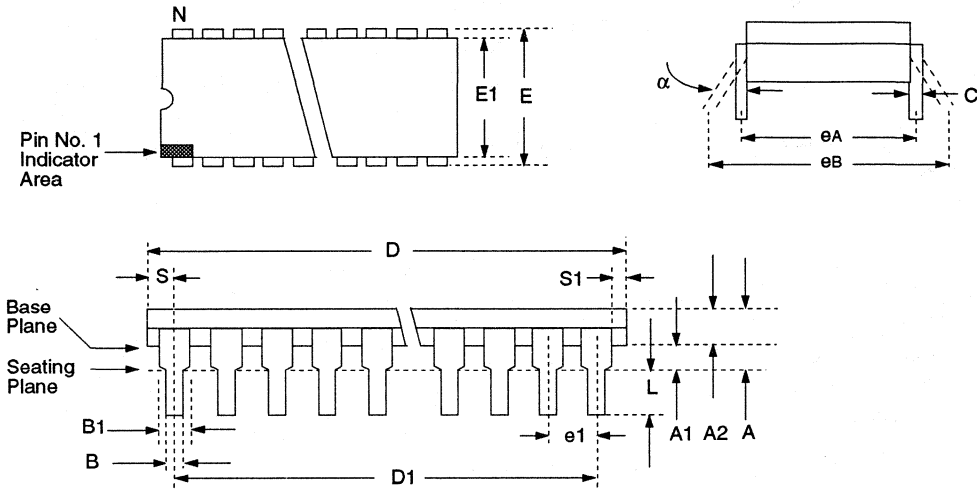 N
E1
E
Pin No. 1
Indicator
Area
α
C
eA
eB
D
S
S1
Base
Plane
Seating
Plane
L
A1
A2
A
B1
B
e1
D1